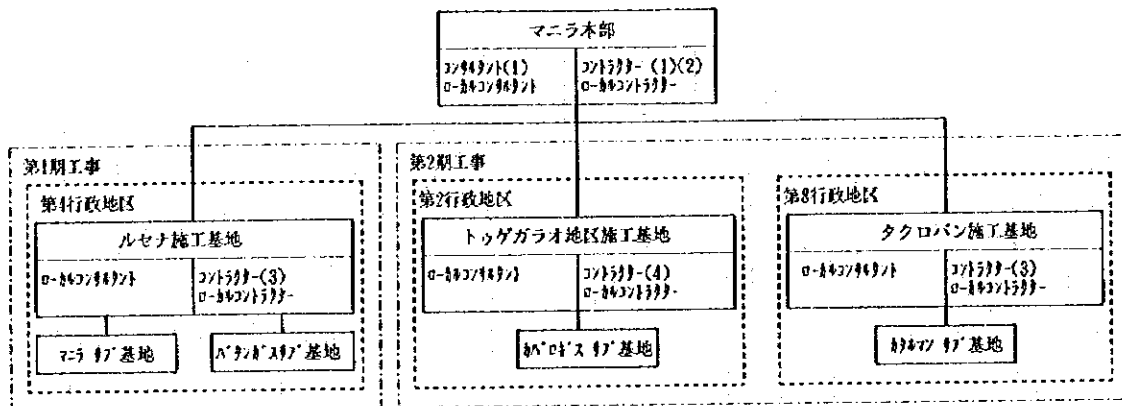 マニラ本部
コンサルタント(1)
ローカルコンサルタント
コントラクター (1)(2)
ローカルコントラクター
第1期工事
第4行政地区
ルセナ施工基地
ローカルコンサルタント
コントラクター(3)
ローカルコントラクター
マニラ サブ基地
バタンガスサブ基地
第2期工事
第2行政地区
トゥゲガラオ地区施工基地
ローカルコンサルタント
コントラクター(4)
ローカルコントラクター
サブ基地
第8行政地区
タクロバン施工基地
ローカルコンサルタント
コントラクター(3)
ローカルコントラクター
カタルマン サブ基地